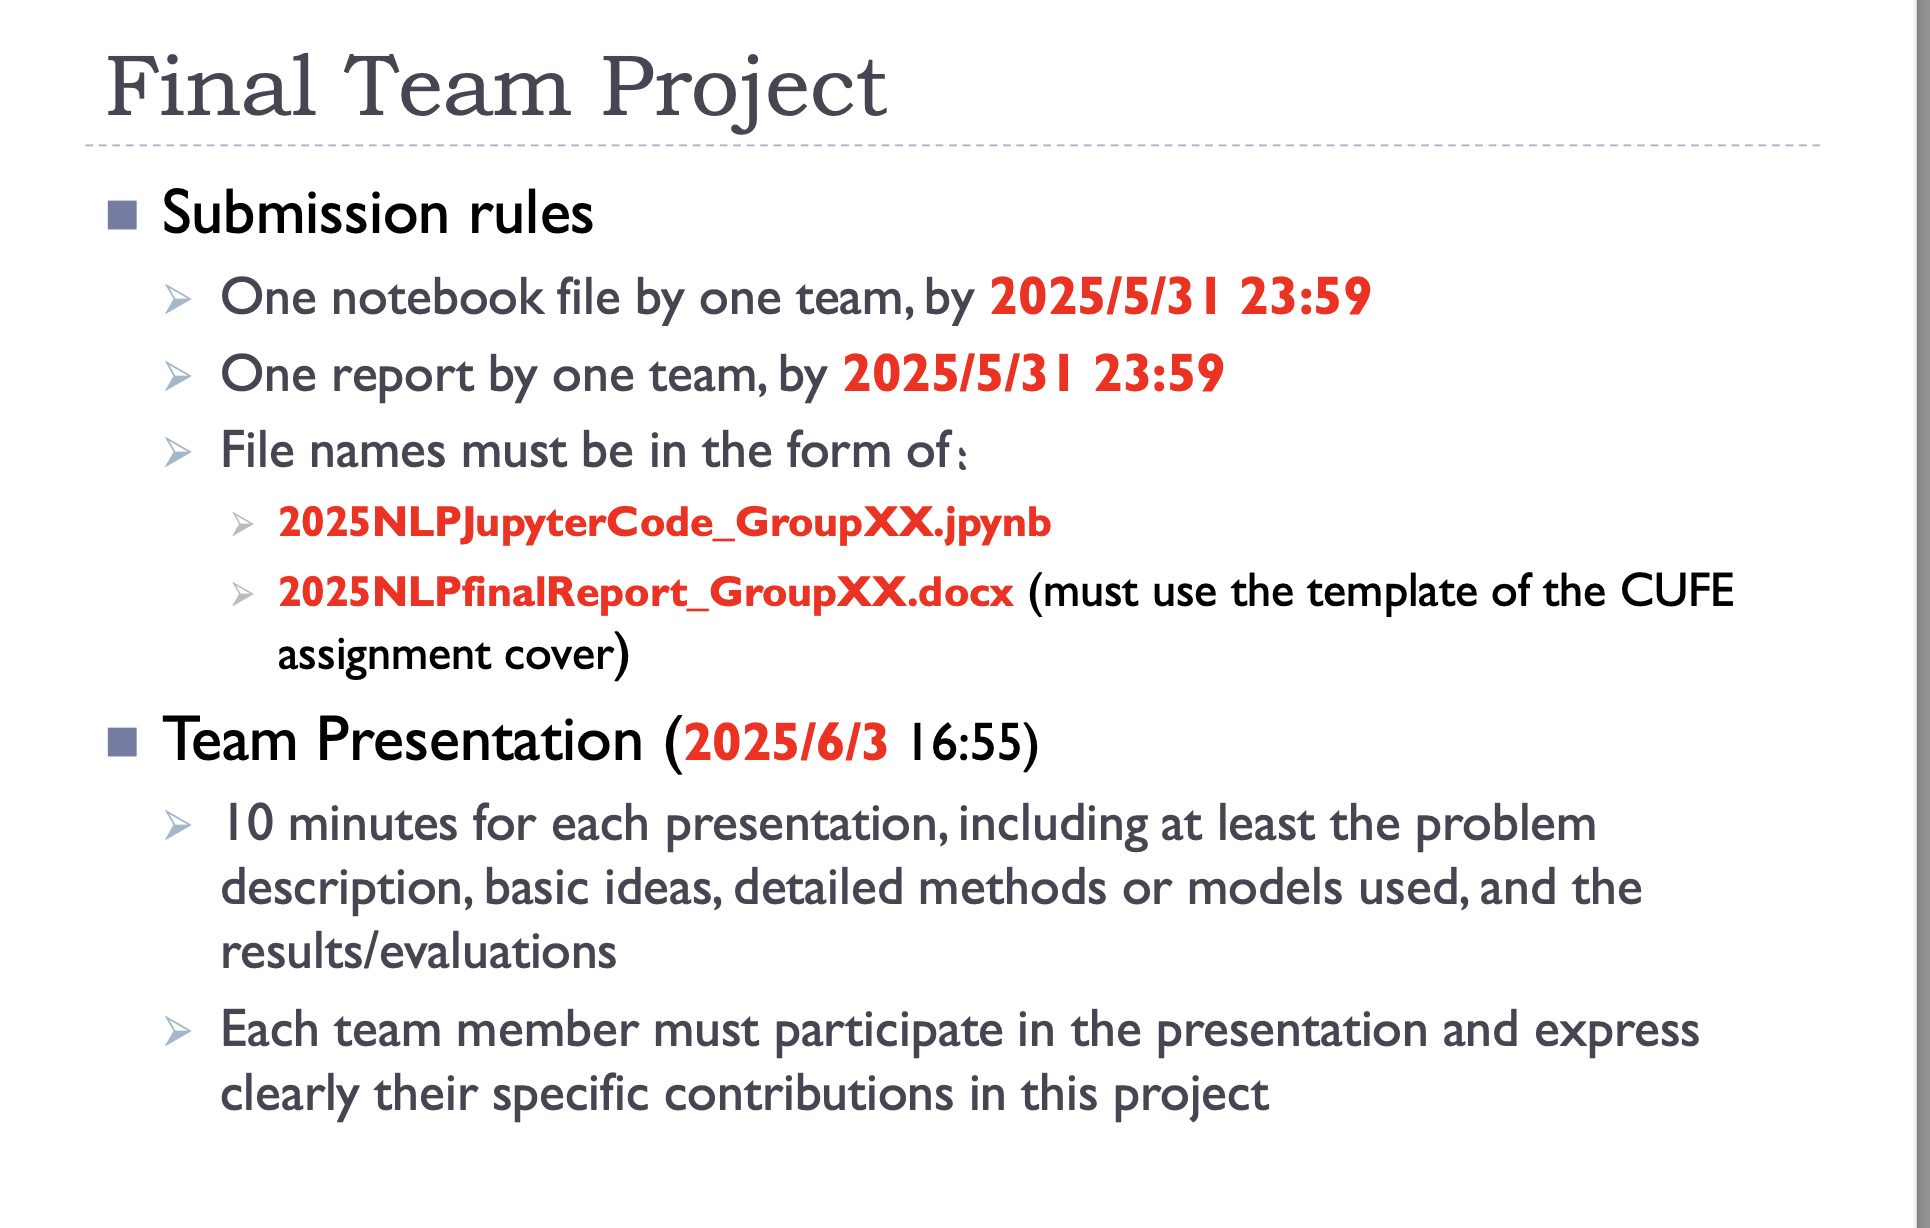 Final Team Project
Submission rules
One notebook file by one team, by 2025/5/31 23:59
One report by one team, by 2025/5/31 23:59
File names must be in the form of:
2025NLPJupyterCode_GroupXX.jpynb
2025NLPfinalReport_GroupXX.docx (must use the template of the CUFE
assignment cover)
Team Presentation (2025/6/3 16:55)
10 minutes for each presentation, including at least the problem
description, basic ideas, detailed methods or models used, and the
results/evaluations
Each team member must participate in the presentation and express
clearly their specific contributions in this project